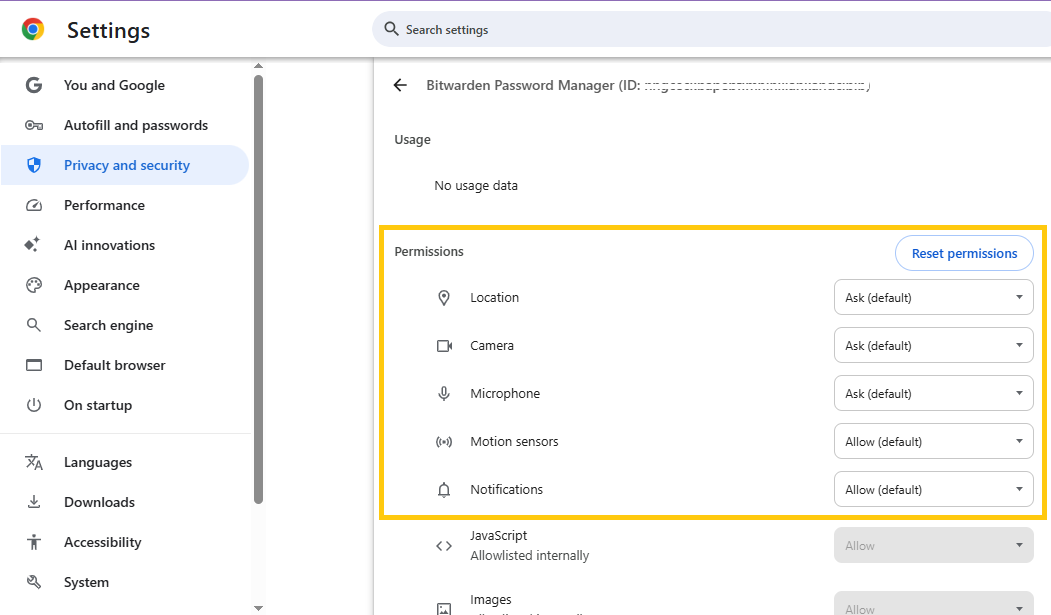 Settings
Search settings
You and Google
Autofill and passwords
Privacy and security
Performance
AI innovations
Appearance
Search engine
Default browser
On startup
Languages
Downloads
Accessibility
System
Bitwarden Password Manager (ID: )
Usage
No usage data
Permissions
Reset permissions
Location
Ask (default)
Camera
Ask (default)
Microphone
Ask (default)
Motion sensors
Allow (default)
Notifications
Allow (default)
JavaScript
Allowlisted internally
Allow
Images
Allow